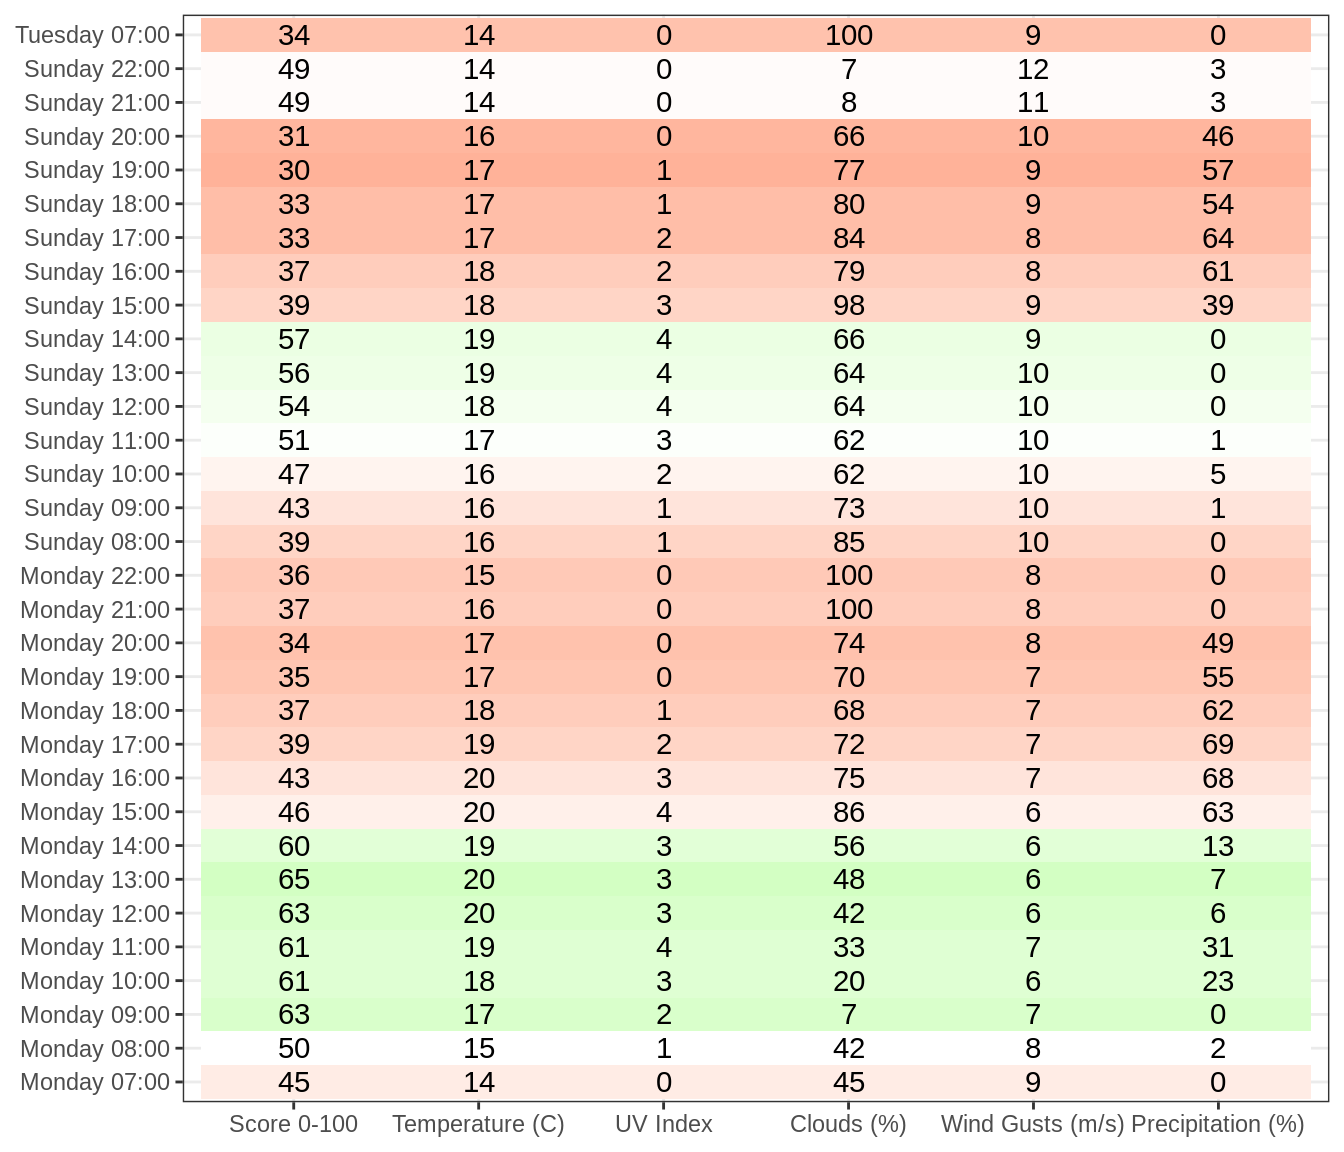 Tuesday 07:00 34 14 0 100 9 0
Sunday 22:00 49 14 0 7 12 3
Sunday 21:00 49 14 0 8 11 3
Sunday 20:00 31 16 0 66 10 46
Sunday 19:00 30 17 1 77 9 57
Sunday 18:00 33 17 1 80 9 54
Sunday 17:00 33 17 2 84 8 64
Sunday 16:00 37 18 2 79 8 61
Sunday 15:00 39 18 3 98 9 39
Sunday 14:00 57 19 4 66 9 0
Sunday 13:00 56 19 4 64 10 0
Sunday 12:00 54 18 4 64 10 0
Sunday 11:00 51 17 3 62 10 1
Sunday 10:00 47 16 2 62 10 5
Sunday 09:00 43 16 1 73 10 1
Sunday 08:00 39 16 1 85 10 0
Monday 22:00 36 15 0 100 8 0
Monday 21:00 37 16 0 100 8 0
Monday 20:00 34 17 0 74 8 49
Monday 19:00 35 17 0 70 7 55
Monday 18:00 37 18 1 68 7 62
Monday 17:00 39 19 2 72 7 69
Monday 16:00 43 20 3 75 7 68
Monday 15:00 46 20 4 86 6 63
Monday 14:00 60 19 3 56 6 13
Monday 13:00 65 20 3 48 6 7
Monday 12:00 63 20 3 42 6 6
Monday 11:00 61 19 4 33 7 31
Monday 10:00 61 18 3 20 6 23
Monday 09:00 63 17 2 7 7 0
Monday 08:00 50 15 1 42 8 2
Monday 07:00 45 14 0 45 9 0
Score 0-100 Temperature (C) UV Index Clouds (%) Wind Gusts (m/s) Precipitation (%)